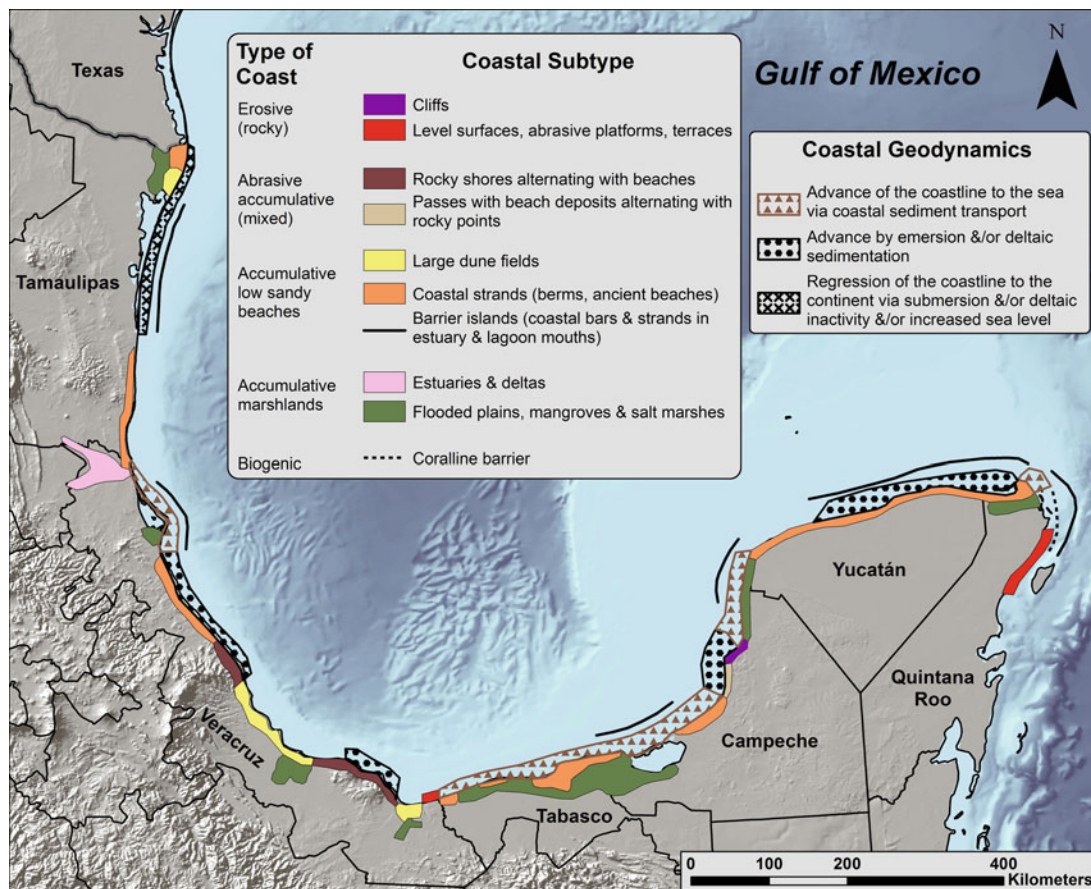 Texas
Tamaulipas
Veracruz
Tabasco
Campeche
Yucatán
Quintana
Roo
Gulf of Mexico
N
Type of
Coast
Coastal Subtype
Erosive
(rocky)
Cliffs
Level surfaces, abrasive platforms, terraces
Abrasive
accumulative
(mixed)
Rocky shores alternating with beaches
Passes with beach deposits alternating with
rocky points
Accumulative
low sandy
beaches
Large dune fields
Coastal strands (berms, ancient beaches)
Barrier islands (coastal bars & strands in
estuary & lagoon mouths)
Accumulative
marshlands
Estuaries & deltas
Flooded plains, mangroves & salt marshes
Biogenic
Coralline barrier
Coastal Geodynamics
Advance of the coastline to the sea
via coastal sediment transport
Advance by emersion &/or deltaic
sedimentation
Regression of the coastline to the
continent via submersion &/or deltaic
inactivity &/or increased sea level
0 100 200 400
Kilometers